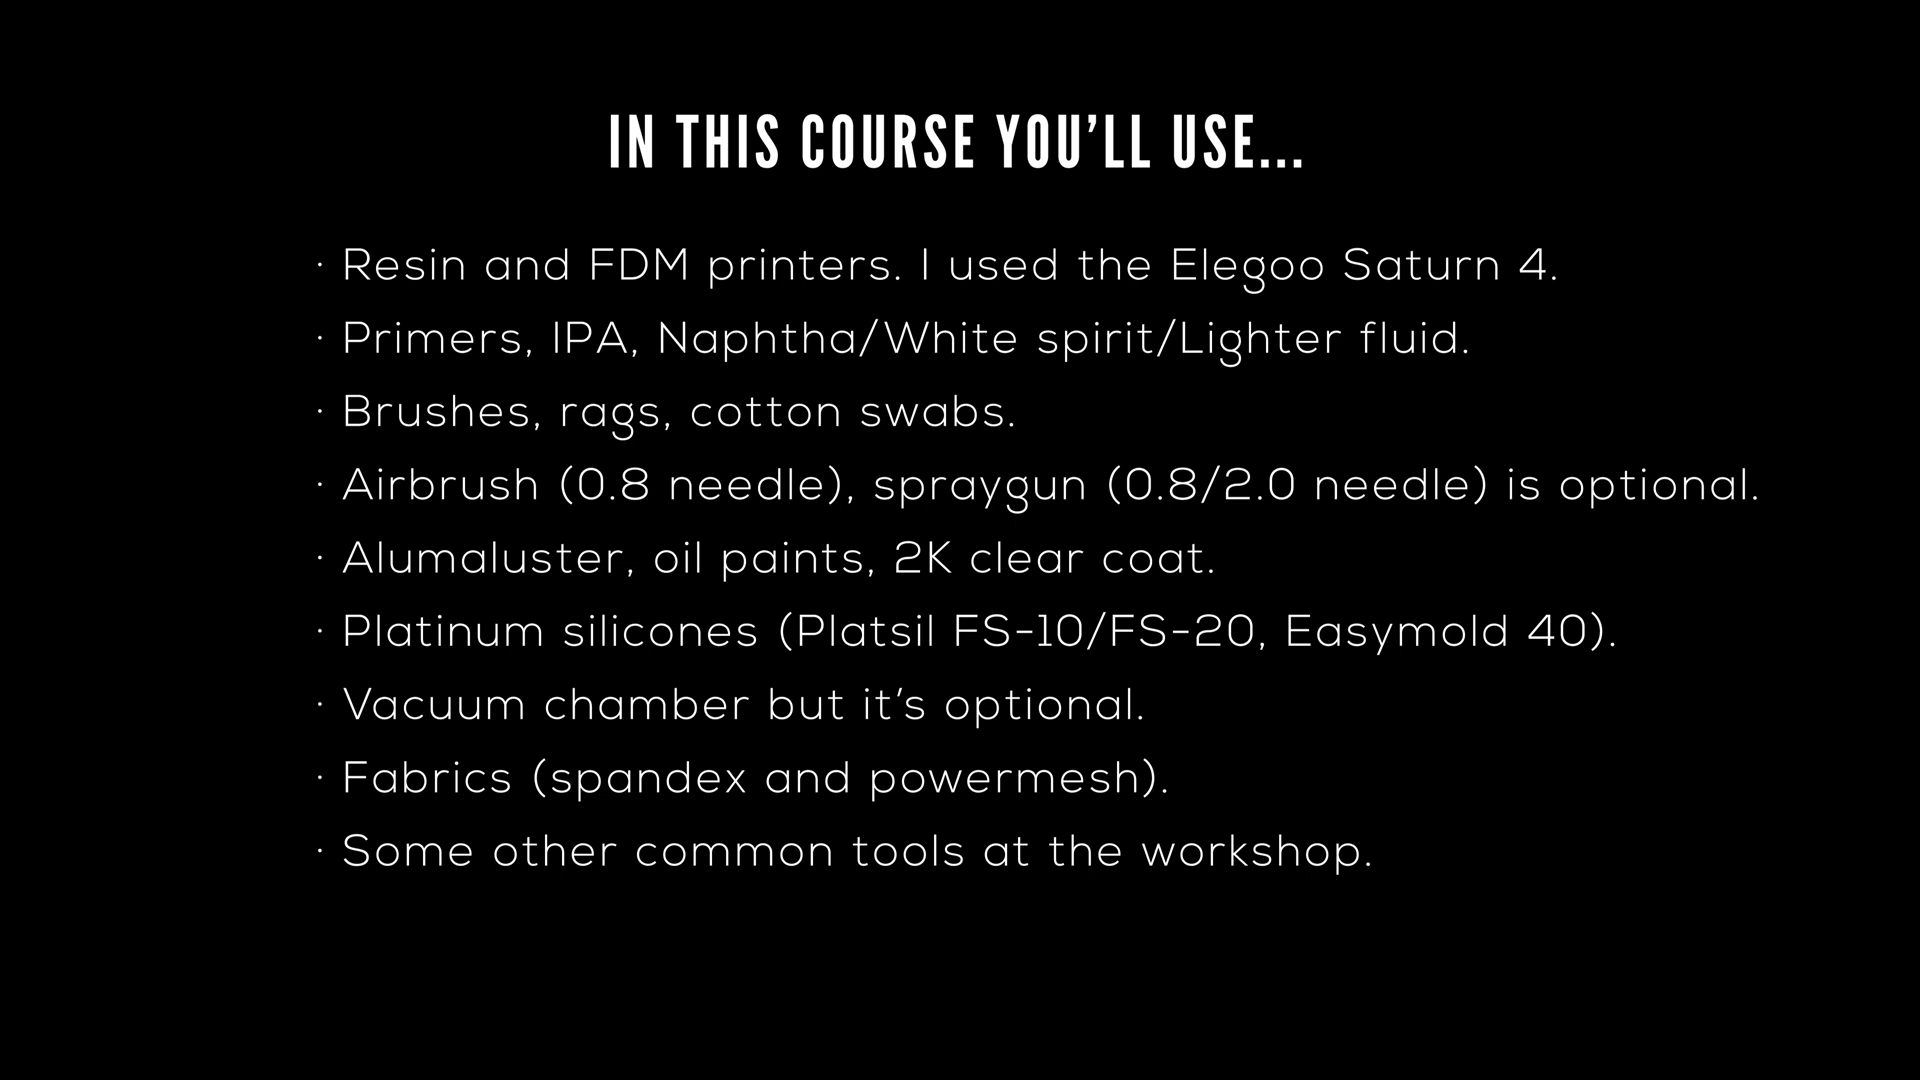 IN THIS COURSE YOU’LL USE...
· Resin and FDM printers. I used the Elegoo Saturn 4.
· Primers, IPA, Naphtha/White spirit/Lighter fluid.
· Brushes, rags, cotton swabs.
· Airbrush (0.8 needle), spraygun (0.8/2.0 needle) is optional.
· Alumaluster, oil paints, 2K clear coat.
· Platinum silicones (Platsil FS-10/FS-20, Easymold 40).
· Vacuum chamber but it’s optional.
· Fabrics (spandex and powermesh).
· Some other common tools at the workshop.